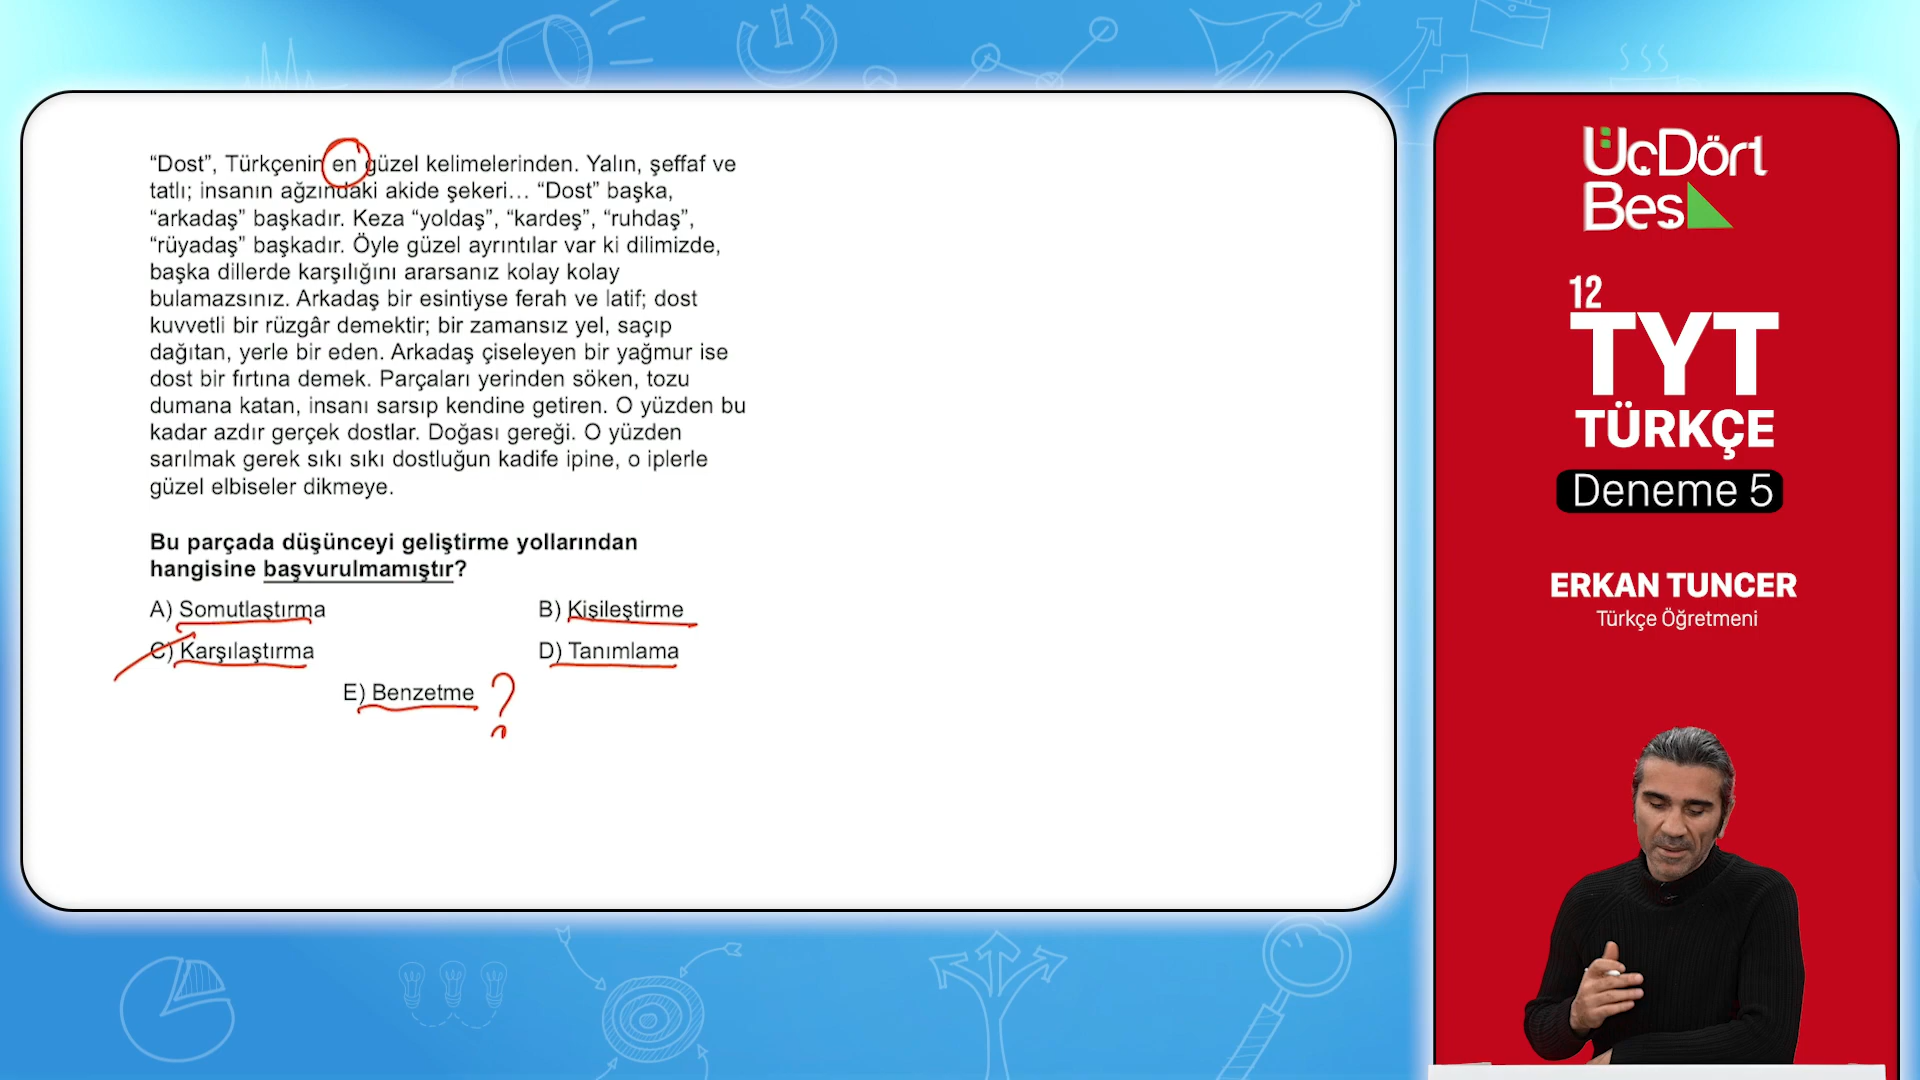 “Dost”, Türkçenin en güzel kelimelerinden. Yalın, şeffaf ve
tatlı; insanın ağzındaki akide şekeri... “Dost” başka,
“arkadaş” başkadır. Keza “yoldaş”, “kardeş”, “ruhdaş”,
“rüyadaş” başkadır. Öyle güzel ayrıntılar var ki dilimizde,
başka dillerde karşılığını ararsanız kolay kolay
bulamazsınız. Arkadaş bir esintiyse ferah ve latif; dost
kuvvetli bir rüzgâr demektir; bir zamansız yel, saçıp
dağıtan, yerle bir eden. Arkadaş çiseleyen bir yağmur ise
dost bir fırtına demek. Parçaları yerinden söken, tozu
dumana katan, insanı sarsıp kendine getiren. O yüzden bu
kadar azdır gerçek dostlar. Doğası gereği. O yüzden
sarılmak gerek sıkı sıkı dostluğun kadife ipine, o iplerle
güzel elbiseler dikmeye.
Bu parçada düşünceyi geliştirme yollarından
hangisine başvurulmamıştır?
A) Somutlaştırma
B) Kişileştirme
C) Karşılaştırma
D) Tanımlama
E) Benzetme ?
ÜçDört
Beş
12
TYT
TÜRKÇE
Deneme 5
ERKAN TUNCER
Türkçe Öğretmeni